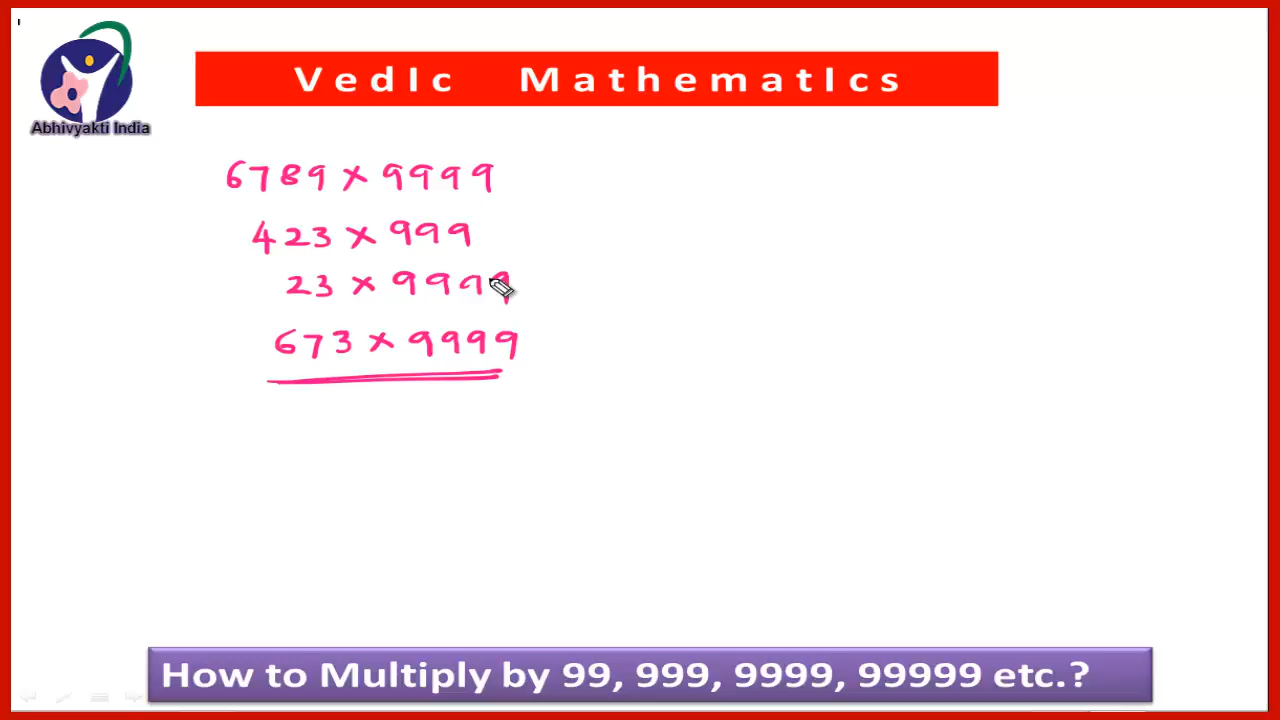 Abhivyakti India
VedIc MathematIcs
6789 × 9999
423 × 999
23 × 9999
673 × 9999
How to Multiply by 99, 999, 9999, 99999 etc.?